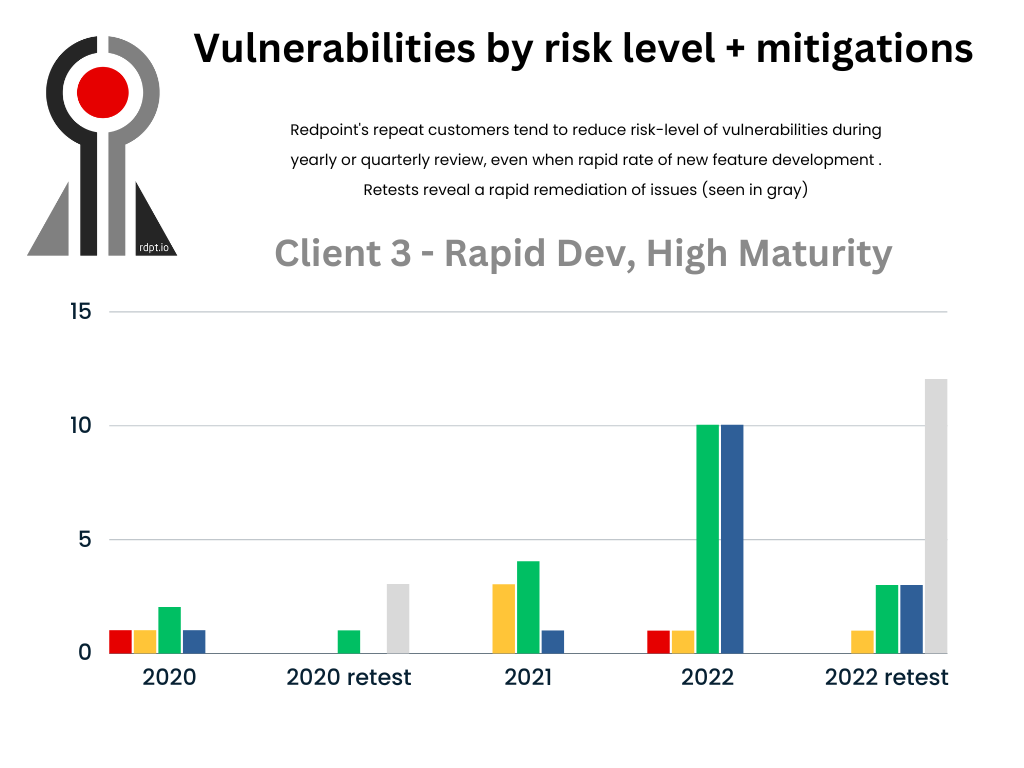 Vulnerabilities by risk level + mitigations
Redpoint's repeat customers tend to reduce risk-level of vulnerabilities during
yearly or quarterly review, even when rapid rate of new feature development .
Retests reveal a rapid remediation of issues (seen in gray)
rdpt.io
Client 3 - Rapid Dev, High Maturity
15
10
5
0
2020 2020 retest 2021 2022 2022 retest